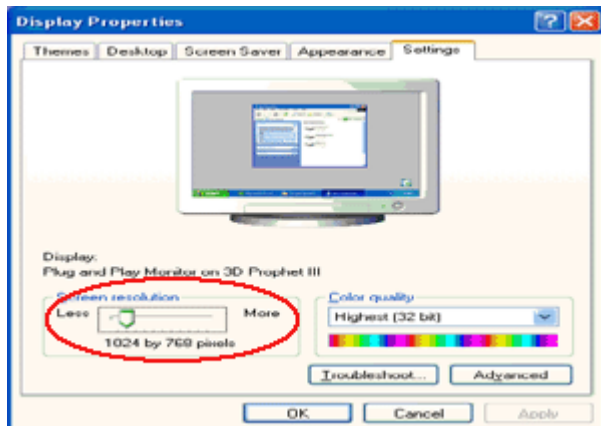 Display Properties
Themes Desktop Screen Saver Appearance Settings
Display:
Plug and Play Monitor on 3D Prophet III
Screen resolution
Less More
1024 by 768 pixels
Color quality
Highest (32 bit)
Troubleshoot... Advanced
OK Cancel Apply